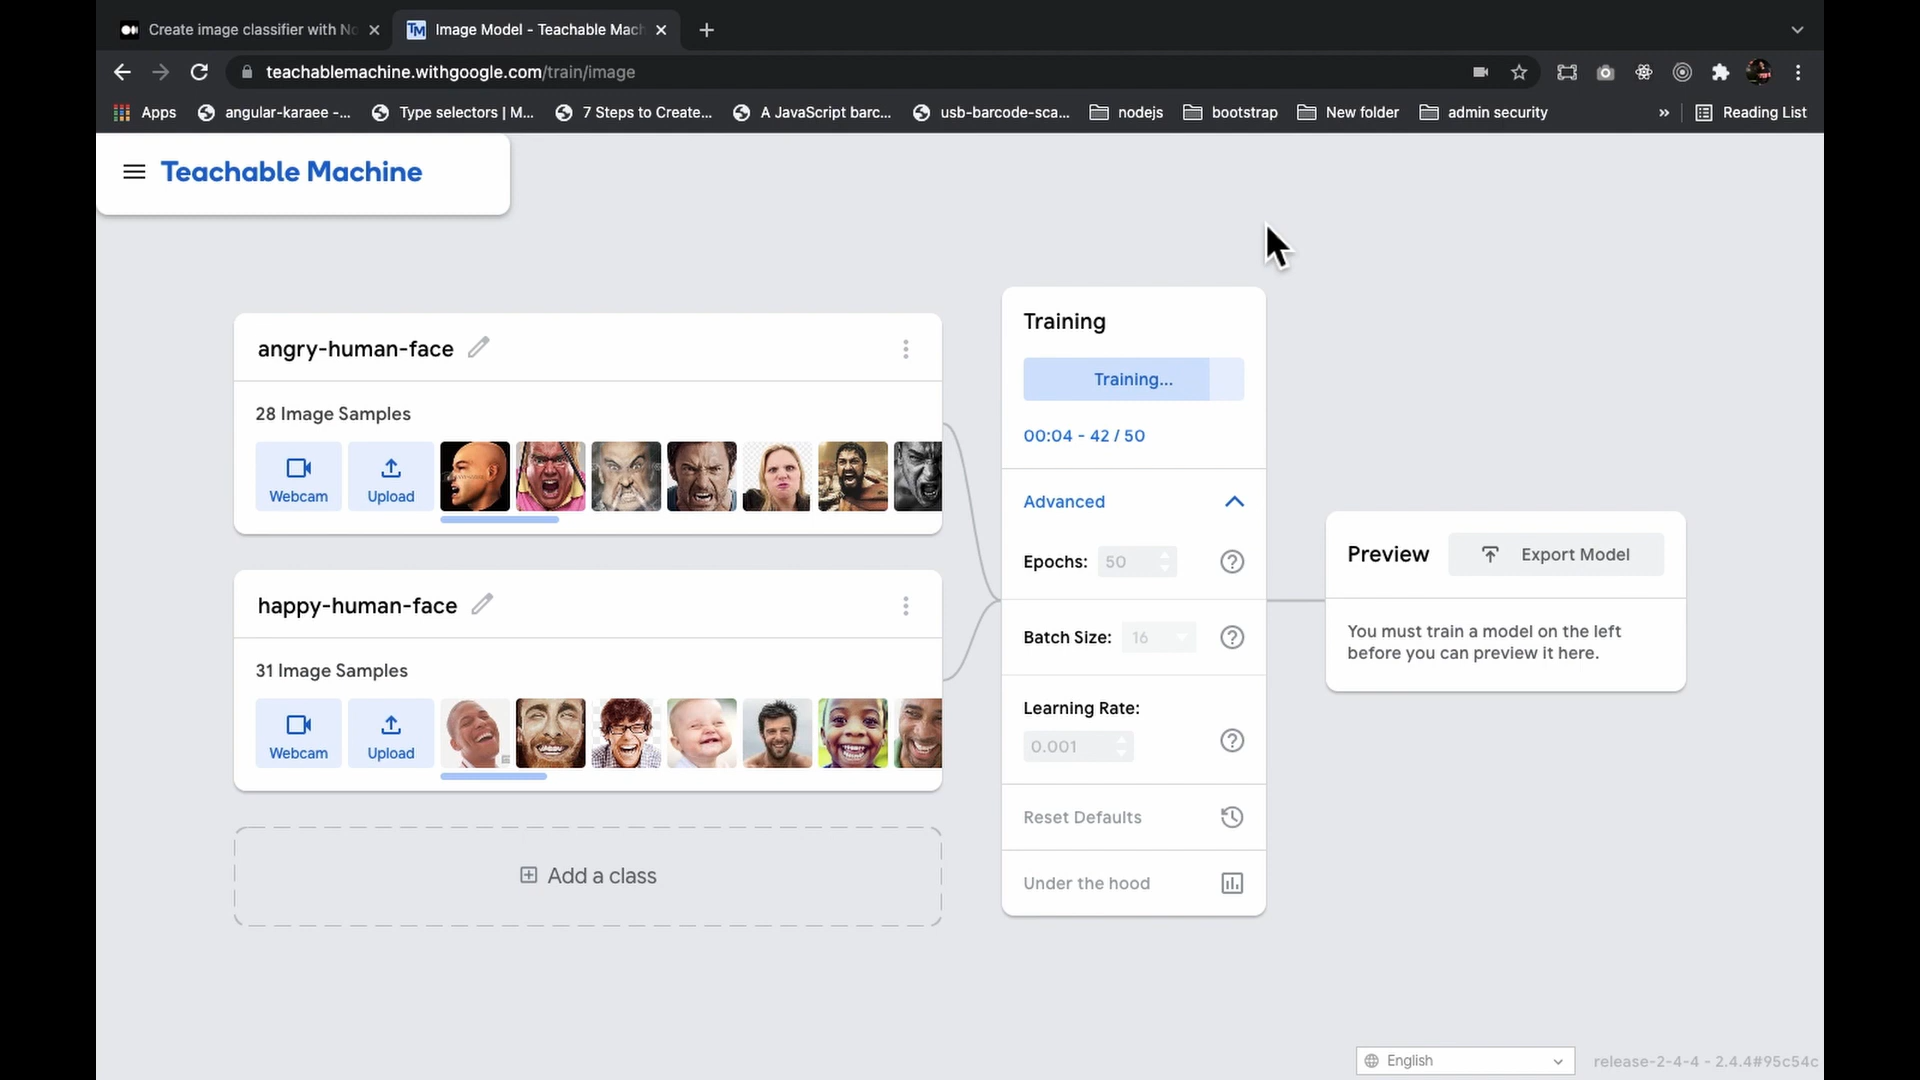 Create image classifier with No
Image Model - Teachable Mach
teachablemachine.withgoogle.com/train/image
Apps
angular-karaee -...
Type selectors | M...
7 Steps to Create...
A JavaScript barc...
usb-barcode-sca...
nodejs
bootstrap
New folder
admin security
»
Reading List
Teachable Machine
angry-human-face
28 Image Samples
Webcam
Upload
happy-human-face
31 Image Samples
Webcam
Upload
Add a class
Training
Training...
00:04 - 42 / 50
Advanced
Epochs: 50
Batch Size: 16
Learning Rate:
0.001
Reset Defaults
Under the hood
Preview
Export Model
You must train a model on the left
before you can preview it here.
English
release-2-4-4 - 2.4.4#95c54c